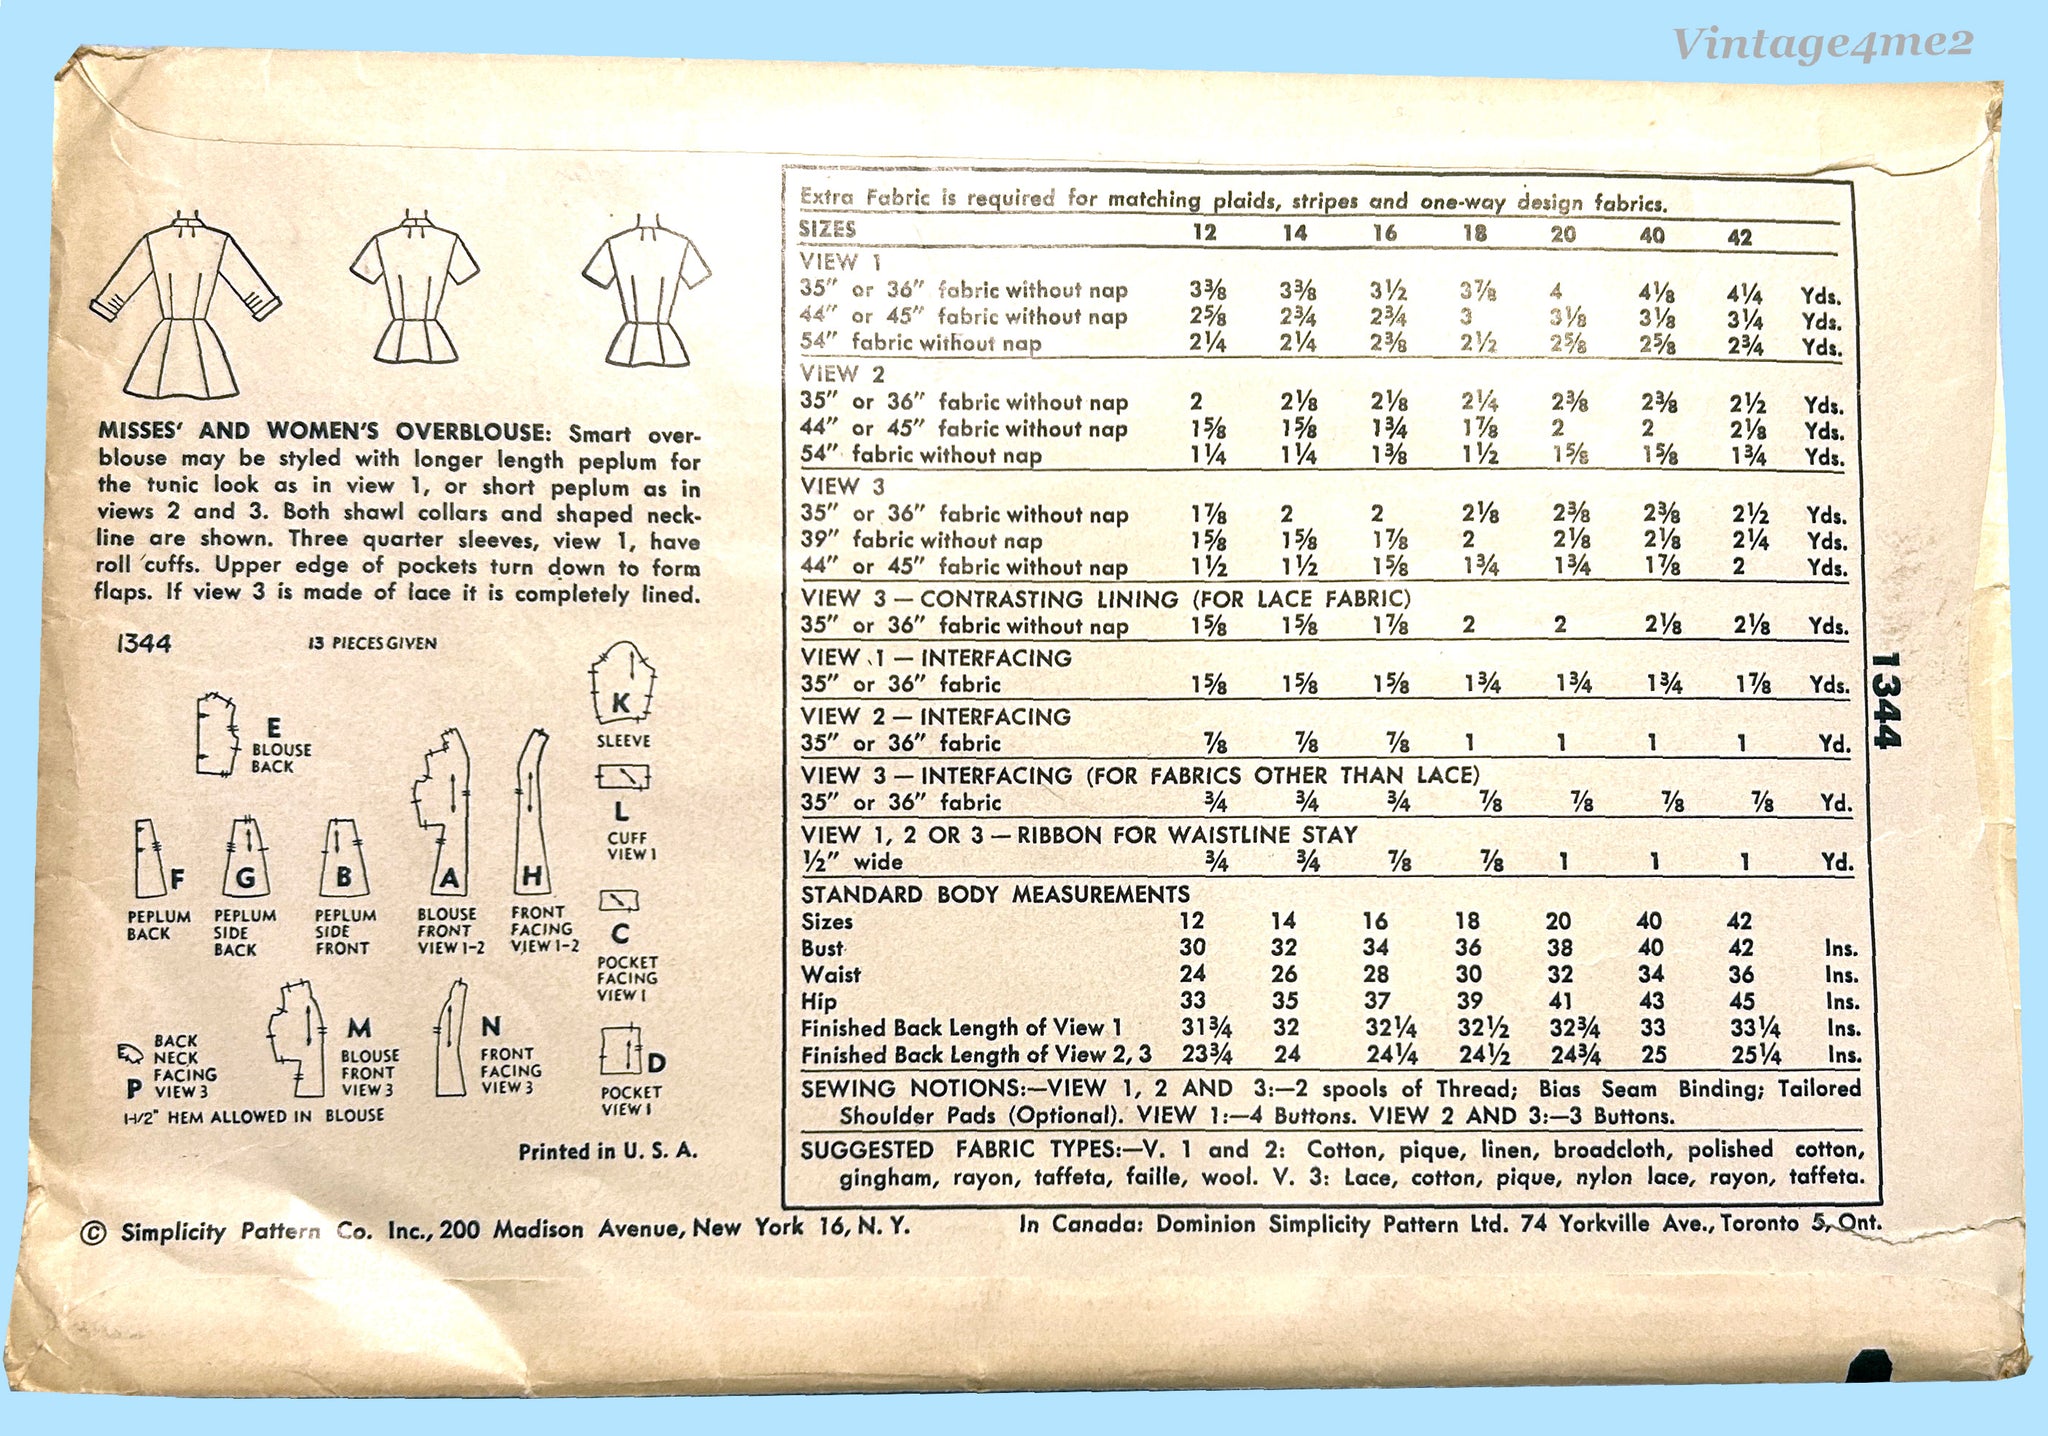 Vintage4me2
MISSES' AND WOMEN'S OVERBLOUSE: Smart over-
blouse may be styled with longer length peplum for
the tunic look as in view 1, or short peplum as in
views 2 and 3. Both shawl collars and shaped neck-
line are shown. Three quarter sleeves, view 1, have
roll cuffs. Upper edge of pockets turn down to form
flaps. If view 3 is made of lace it is completely lined.
1344 13 PIECES GIVEN
E
BLOUSE
BACK
K
SLEEVE
L
CUFF
VIEW 1
F
PEPLUM
BACK
G
PEPLUM
SIDE
BACK
B
PEPLUM
SIDE
FRONT
A
BLOUSE
FRONT
VIEW 1-2
H
FRONT
FACING
VIEW 1-2
C
POCKET
FACING
VIEW 1
P
BACK
NECK
FACING
VIEW 3
M
BLOUSE
FRONT
VIEW 3
N
FRONT
FACING
VIEW 3
D
POCKET
VIEW 1
1-1/2" HEM ALLOWED IN BLOUSE
Printed in U. S. A.
Extra Fabric is required for matching plaids, stripes and one-way design fabrics.
SIZES 12 14 16 18 20 40 42
VIEW 1
35" or 36" fabric without nap 3⅜ 3⅜ 3½ 3⅞ 4 4⅛ 4¼ Yds.
44" or 45" fabric without nap 2⅝ 2¾ 2¾ 3 3⅛ 3⅛ 3¼ Yds.
54" fabric without nap 2¼ 2¼ 2⅜ 2½ 2⅝ 2⅝ 2¾ Yds.
VIEW 2
35" or 36" fabric without nap 2 2⅛ 2⅛ 2¼ 2⅜ 2⅜ 2½ Yds.
44" or 45" fabric without nap 1⅝ 1⅝ 1¾ 1⅞ 2 2 2⅛ Yds.
54" fabric without nap 1¼ 1¼ 1⅜ 1½ 1⅝ 1⅝ 1¾ Yds.
VIEW 3
35" or 36" fabric without nap 1⅞ 2 2 2⅛ 2⅜ 2⅜ 2½ Yds.
39" fabric without nap 1⅝ 1⅝ 1⅞ 2 2⅛ 2⅛ 2¼ Yds.
44" or 45" fabric without nap 1½ 1½ 1⅝ 1¾ 1¾ 1⅞ 2 Yds.
VIEW 3 — CONTRASTING LINING (FOR LACE FABRIC)
35" or 36" fabric without nap 1⅝ 1⅝ 1⅞ 2 2 2⅛ 2⅛ Yds.
VIEW 1 — INTERFACING
35" or 36" fabric 1⅝ 1⅝ 1⅝ 1¾ 1¾ 1¾ 1⅞ Yds.
VIEW 2 — INTERFACING
35" or 36" fabric ⅞ ⅞ ⅞ 1 1 1 1 Yd.
VIEW 3 — INTERFACING (FOR FABRICS OTHER THAN LACE)
35" or 36" fabric ¾ ¾ ¾ ⅞ ⅞ ⅞ ⅞ Yd.
VIEW 1, 2 OR 3 — RIBBON FOR WAISTLINE STAY
½" wide ¾ ¾ ⅞ ⅞ 1 1 1 Yd.
STANDARD BODY MEASUREMENTS
Sizes 12 14 16 18 20 40 42
Bust 30 32 34 36 38 40 42 Ins.
Waist 24 26 28 30 32 34 36 Ins.
Hip 33 35 37 39 41 43 45 Ins.
Finished Back Length of View 1 31¾ 32 32¼ 32½ 32¾ 33 33¼ Ins.
Finished Back Length of View 2, 3 23¾ 24 24¼ 24½ 24¾ 25 25¼ Ins.
SEWING NOTIONS:—VIEW 1, 2 AND 3:—2 spools of Thread; Bias Seam Binding; Tailored
Shoulder Pads (Optional). VIEW 1:—4 Buttons. VIEW 2 AND 3:—3 Buttons.
SUGGESTED FABRIC TYPES:—V. 1 and 2: Cotton, pique, linen, broadcloth, polished cotton,
gingham, rayon, taffeta, faille, wool. V. 3: Lace, cotton, pique, nylon lace, rayon, taffeta.
1344
© Simplicity Pattern Co. Inc., 200 Madison Avenue, New York 16, N. Y. In Canada: Dominion Simplicity Pattern Ltd. 74 Yorkville Ave., Toronto 5, Ont.